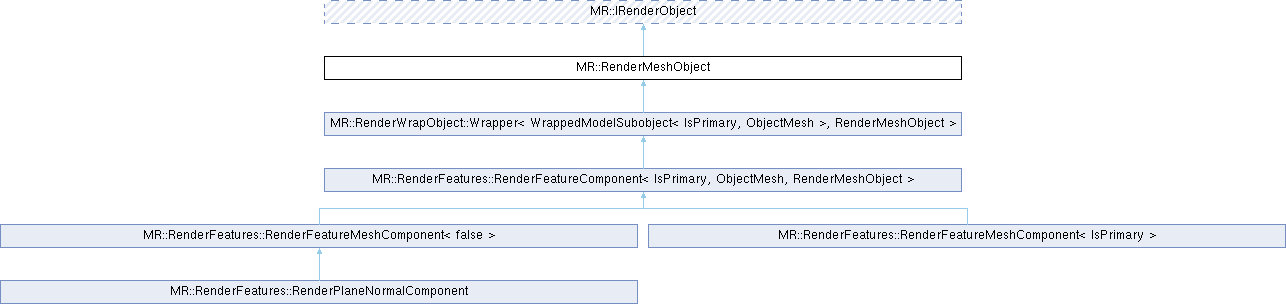 MR::IRenderObject
MR::RenderMeshObject
MR::RenderWrapObject::Wrapper< WrappedModelSubobject< IsPrimary, ObjectMesh >, RenderMeshObject >
MR::RenderFeatures::RenderFeatureComponent< IsPrimary, ObjectMesh, RenderMeshObject >
MR::RenderFeatures::RenderFeatureMeshComponent< false >
MR::RenderFeatures::RenderFeatureMeshComponent< IsPrimary >
MR::RenderFeatures::RenderPlaneNormalComponent